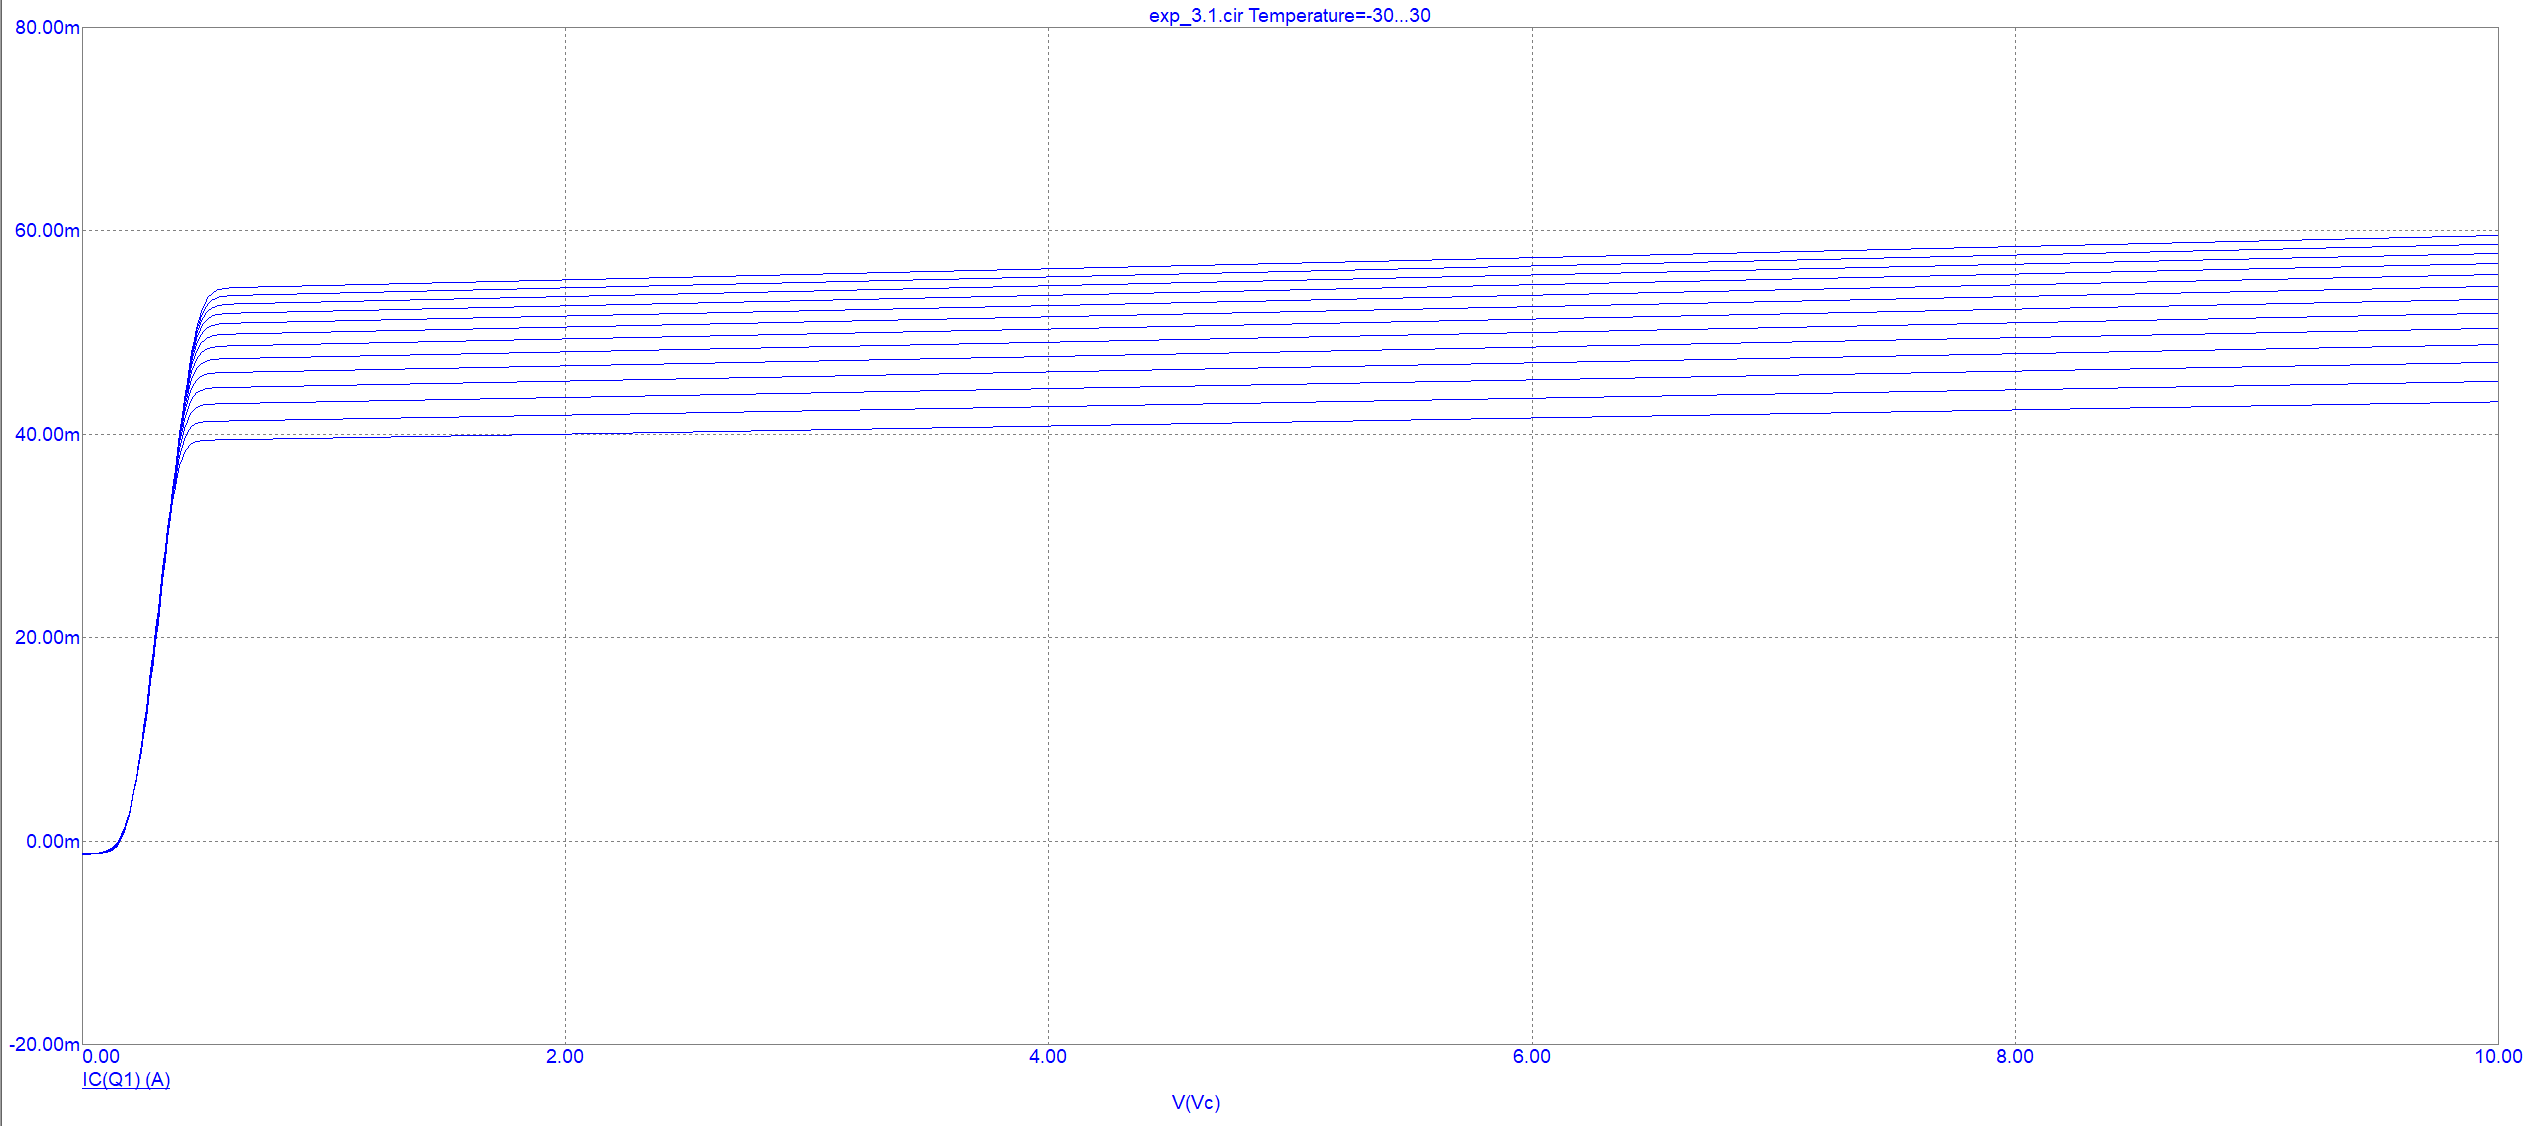 exp_3.1.cir Temperature=-30...30
80.00m
60.00m
40.00m
20.00m
0.00m
-20.00m
0.00 2.00 4.00 6.00 8.00 10.00
IC(Q1) (A)
V(Vc)